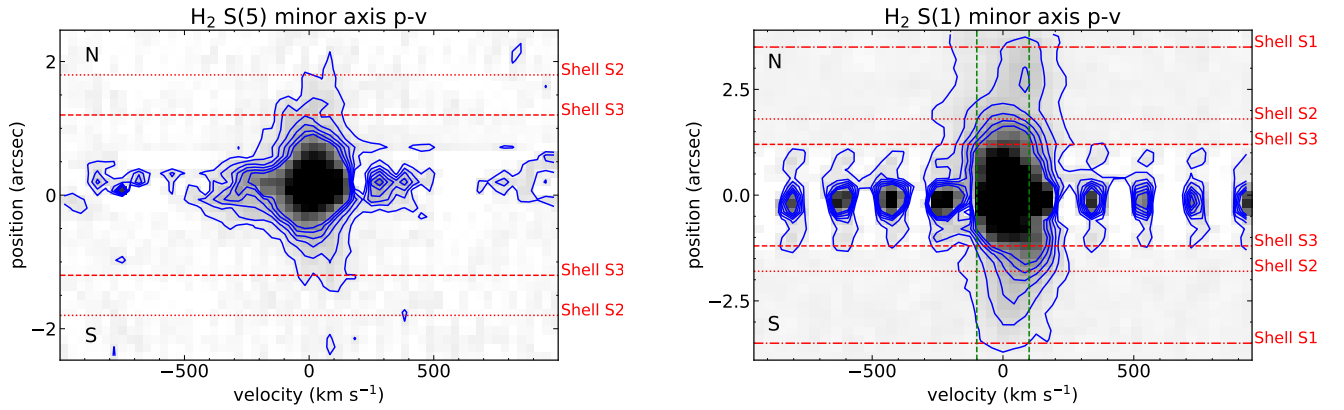 H₂ S(5) minor axis p-v
N
S
Shell S2
Shell S3
Shell S3
Shell S2
2
0
−2
−500
0
500
position (arcsec)
velocity (km s⁻¹)
H₂ S(1) minor axis p-v
N
S
Shell S1
Shell S2
Shell S3
Shell S3
Shell S2
Shell S1
2.5
0.0
−2.5
−500
0
500
position (arcsec)
velocity (km s⁻¹)